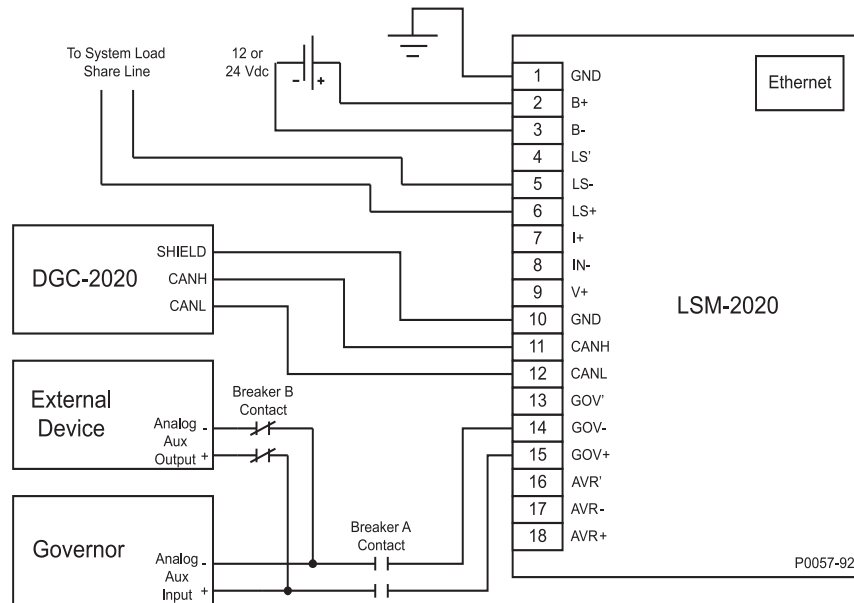 To System Load
Share Line
12 or
24 Vdc
- +
1 GND
2 B+
3 B-
4 LS'
5 LS-
6 LS+
7 I+
8 IN-
9 V+
10 GND
11 CANH
12 CANL
13 GOV'
14 GOV-
15 GOV+
16 AVR'
17 AVR-
18 AVR+
Ethernet
LSM-2020
P0057-92
DGC-2020
SHIELD
CANH
CANL
External
Device
Analog -
Aux
Output +
Breaker B
Contact
Governor
Analog -
Aux
Input +
Breaker A
Contact